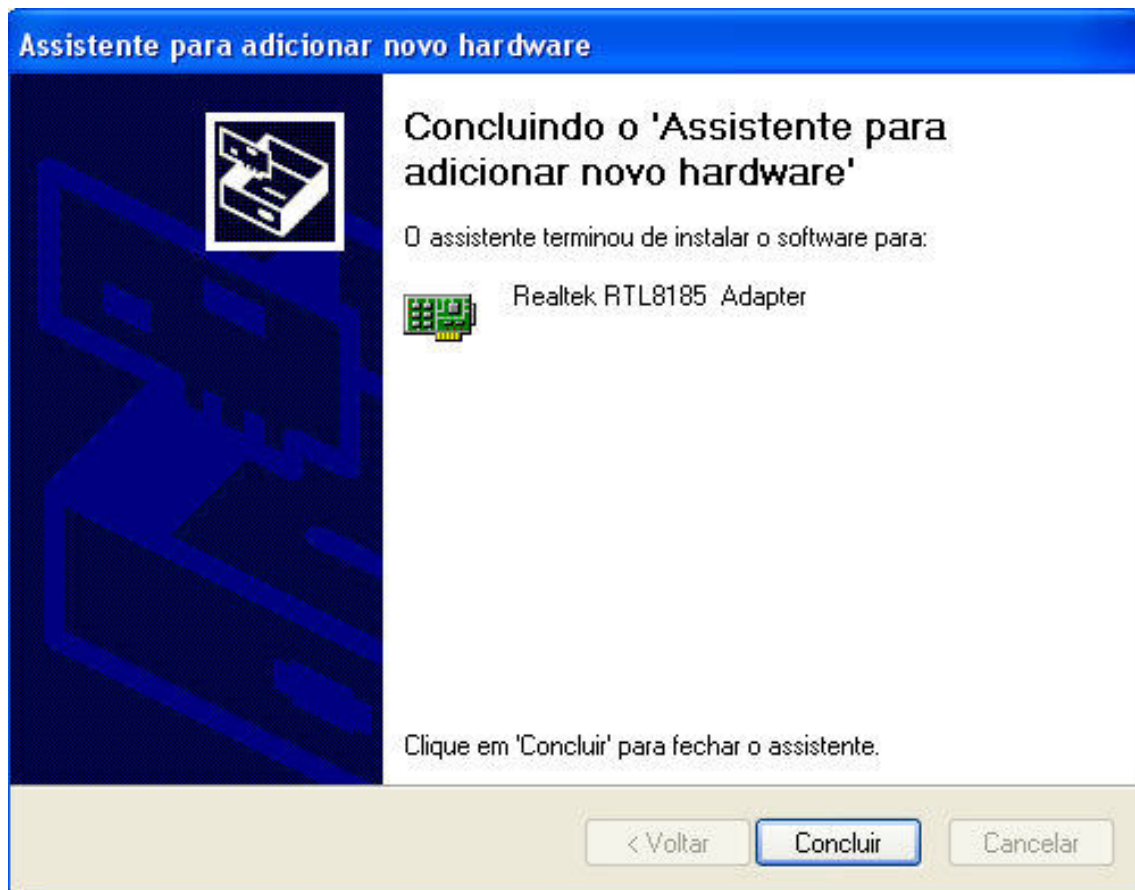 Assistente para adicionar novo hardware
Concluindo o 'Assistente para
adicionar novo hardware'
O assistente terminou de instalar o software para:
Realtek RTL8185  Adapter
Clique em 'Concluir' para fechar o assistente.
< Voltar
Concluir
Cancelar